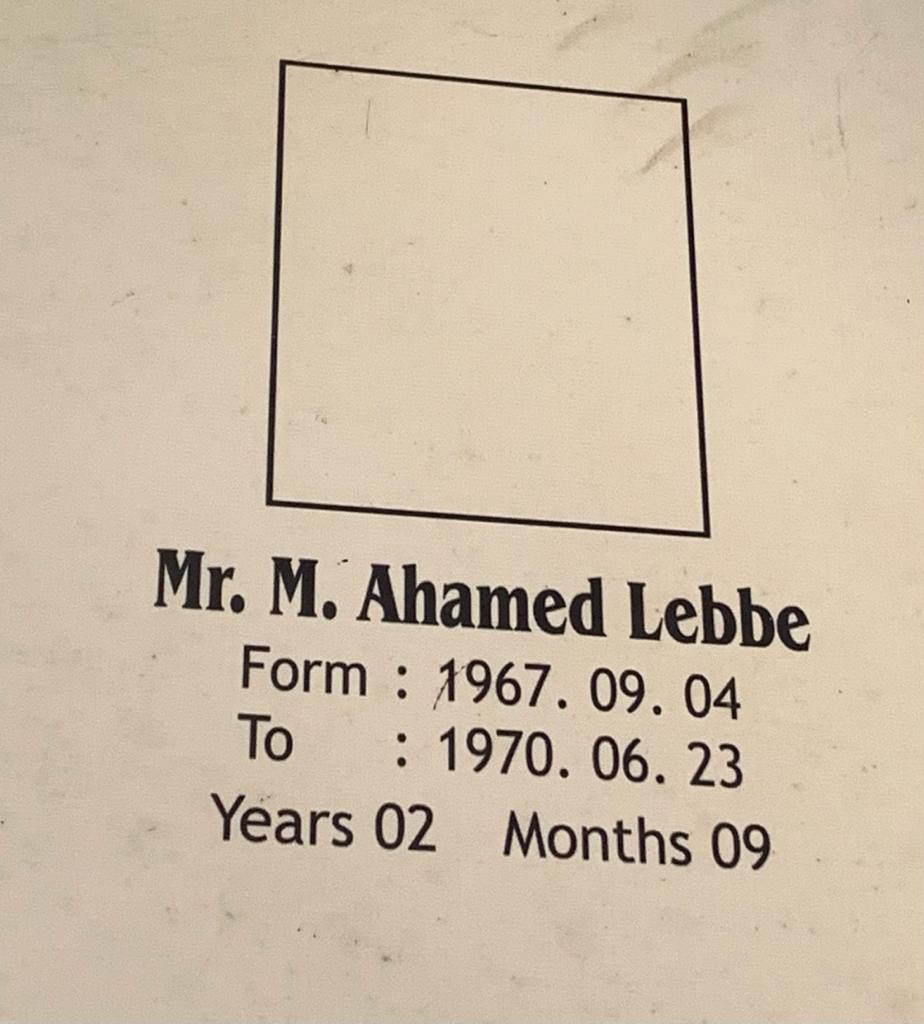 Mr. M. Ahamed Lebbe
Form : 1967. 09. 04
To : 1970. 06. 23
Years 02 Months 09